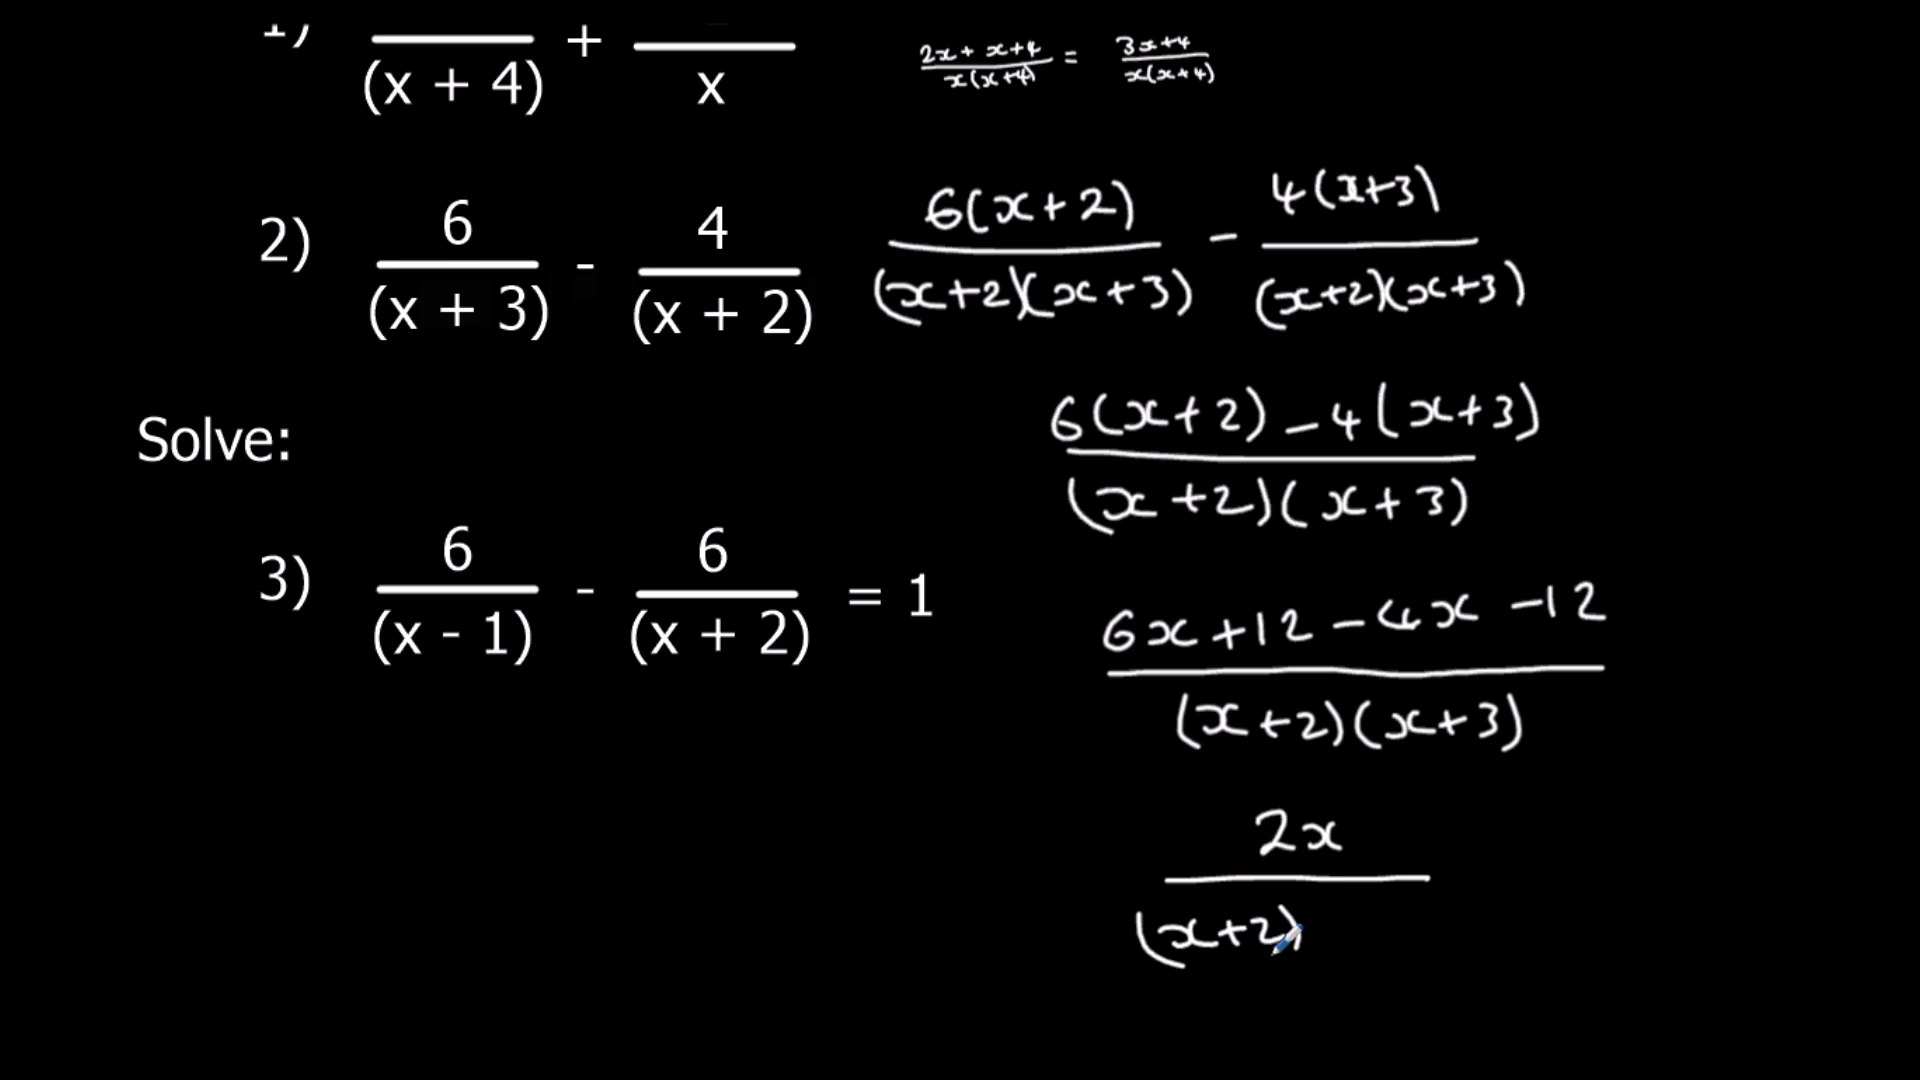 1) + 
(x + 4) x
2x + x+4 / x(x+4) = 3x+4 / x(x+4)
2) 6 / (x + 3) - 4 / (x + 2)
6(x+2) / (x+2)(x+3) - 4(x+3) / (x+2)(x+3)
6(x+2) - 4(x+3) / (x+2)(x+3)
Solve:
3) 6 / (x - 1) - 6 / (x + 2) = 1
6x+12-4x-12 / (x+2)(x+3)
2x / (x+2)